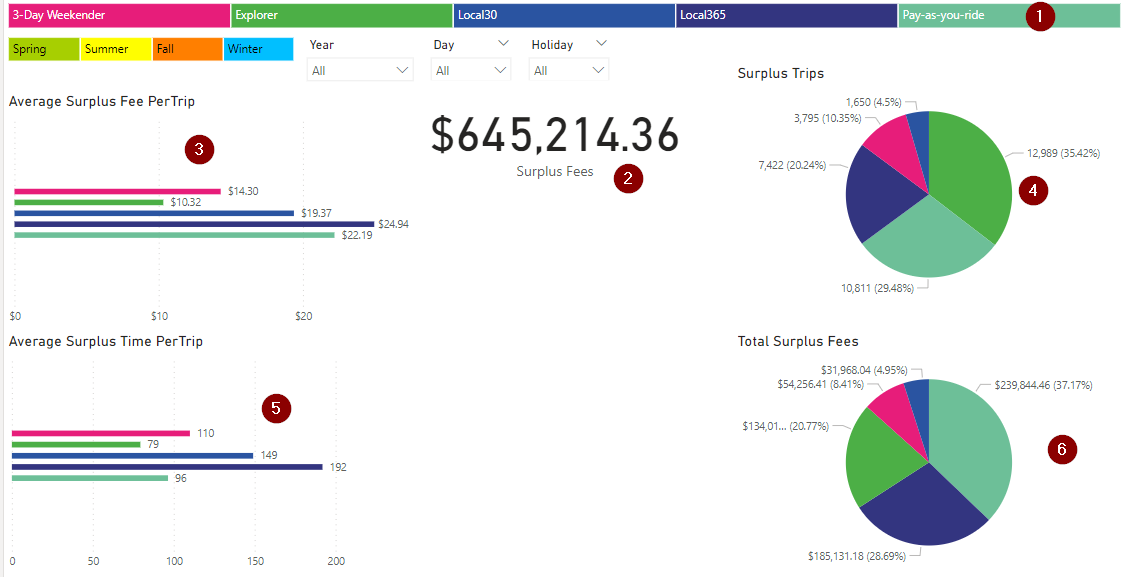 3-Day Weekender Explorer Local30 Local365 Pay-as-you-ride 1
Spring Summer Fall Winter
Year Day Holiday
All All All
Average Surplus Fee PerTrip
3
$14.30
$10.32
$19.37
$24.94
$22.19
$0 $10 $20
$645,214.36
Surplus Fees 2
Surplus Trips
1,650 (4.5%)
3,795 (10.35%)
12,989 (35.42%)
7,422 (20.24%)
4
10,811 (29.48%)
Average Surplus Time PerTrip
5
110
79
149
192
96
0 50 100 150 200
Total Surplus Fees
$31,968.04 (4.95%)
$54,256.41 (8.41%)
$239,844.46 (37.17%)
$134,01... (20.77%)
6
$185,131.18 (28.69%)